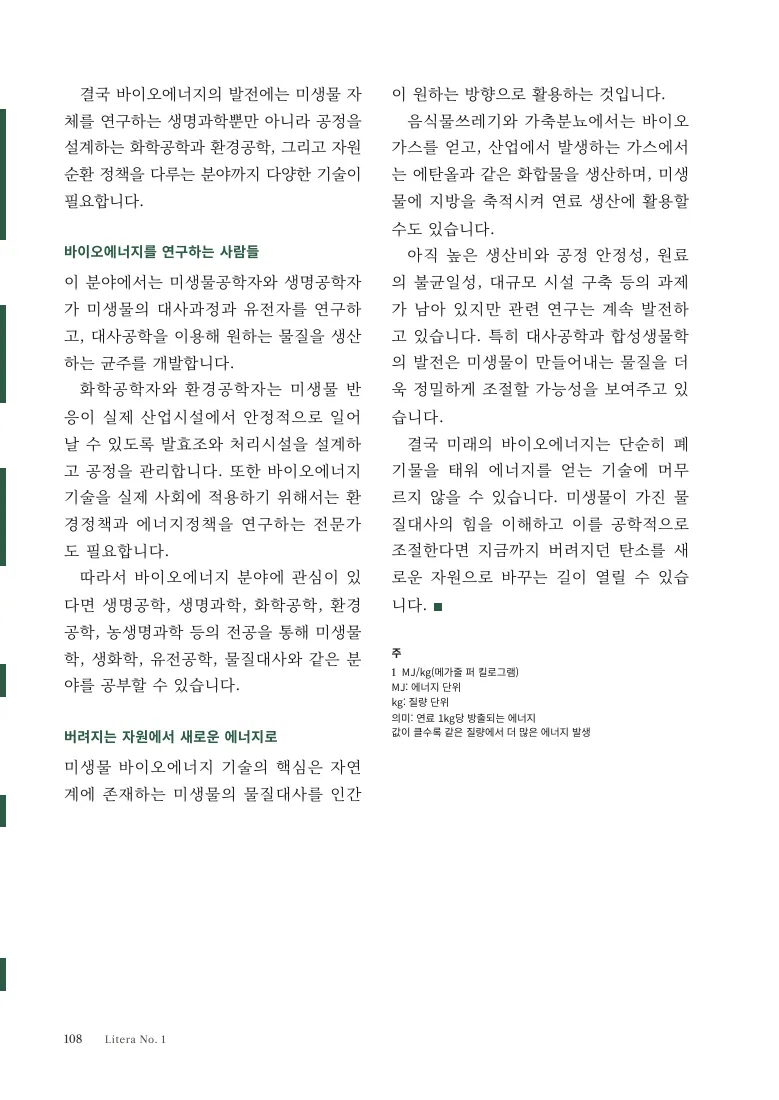 결국 바이오에너지의 발전에는 미생물 자
체를 연구하는 생명과학뿐만 아니라 공정을
설계하는 화학공학과 환경공학, 그리고 자원
순환 정책을 다루는 분야까지 다양한 기술이
필요합니다.
바이오에너지를 연구하는 사람들
이 분야에서는 미생물공학자와 생명공학자
가 미생물의 대사과정과 유전자를 연구하
고, 대사공학을 이용해 원하는 물질을 생산
하는 균주를 개발합니다.
화학공학자와 환경공학자는 미생물 반
응이 실제 산업시설에서 안정적으로 일어
날 수 있도록 발효조와 처리시설을 설계하
고 공정을 관리합니다. 또한 바이오에너지
기술을 실제 사회에 적용하기 위해서는 환
경정책과 에너지정책을 연구하는 전문가
도 필요합니다.
따라서 바이오에너지 분야에 관심이 있
다면 생명공학, 생명과학, 화학공학, 환경
공학, 농생명과학 등의 전공을 통해 미생물
학, 생화학, 유전공학, 물질대사와 같은 분
야를 공부할 수 있습니다.
버려지는 자원에서 새로운 에너지로
미생물 바이오에너지 기술의 핵심은 자연
계에 존재하는 미생물의 물질대사를 인간
이 원하는 방향으로 활용하는 것입니다.
음식물쓰레기와 가축분뇨에서는 바이오
가스를 얻고, 산업에서 발생하는 가스에서
는 에탄올과 같은 화합물을 생산하며, 미생
물에 지방을 축적시켜 연료 생산에 활용할
수도 있습니다.
아직 높은 생산비와 공정 안정성, 원료
의 불균일성, 대규모 시설 구축 등의 과제
가 남아 있지만 관련 연구는 계속 발전하
고 있습니다. 특히 대사공학과 합성생물학
의 발전은 미생물이 만들어내는 물질을 더
욱 정밀하게 조절할 가능성을 보여주고 있
습니다.
결국 미래의 바이오에너지는 단순히 폐
기물을 태워 에너지를 얻는 기술에 머무
르지 않을 수 있습니다. 미생물이 가진 물
질대사의 힘을 이해하고 이를 공학적으로
조절한다면 지금까지 버려지던 탄소를 새
로운 자원으로 바꾸는 길이 열릴 수 있습
니다. ■
주
1 MJ/kg(메가줄 퍼 킬로그램)
MJ: 에너지 단위
kg: 질량 단위
의미: 연료 1kg당 방출되는 에너지
값이 클수록 같은 질량에서 더 많은 에너지 발생
108 Litera No. 1